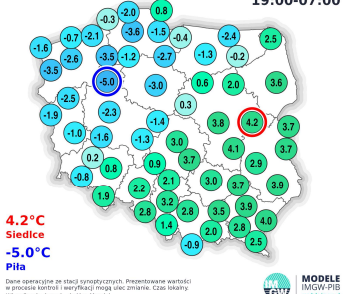 19:00-07:00
-0.3 -2.0 0.8
-1.6 -0.7 -2.1 -3.6 -1.5 -0.4 -2.4 2.5
-3.5 -2.6 -3.5 -1.2 -2.7 -1.3 -0.2
-5.0 -3.0 0.6 2.0 3.6
-2.5 0.3
-1.9 -2.3 -1.4 3.8 4.2 3.7
-1.0 -1.6 -1.3 3.0 4.1 3.7
0.2 0.8 0.9 3.7 2.9
-0.8 2.1 3.0 3.7 3.9
1.9 2.2 3.2
2.8 2.8 3.5 3.9 4.0
1.4 2.0 2.8
-0.9 2.5
4.2°C
Siedlce
-5.0°C
Piła
Dane operacyjne ze stacji synoptycznych. Prezentowane wartości
w procesie kontroli i weryfikacji mogą ulec zmianie. Czas lokalny.
IMGW
MODELE
IMGW-PIB